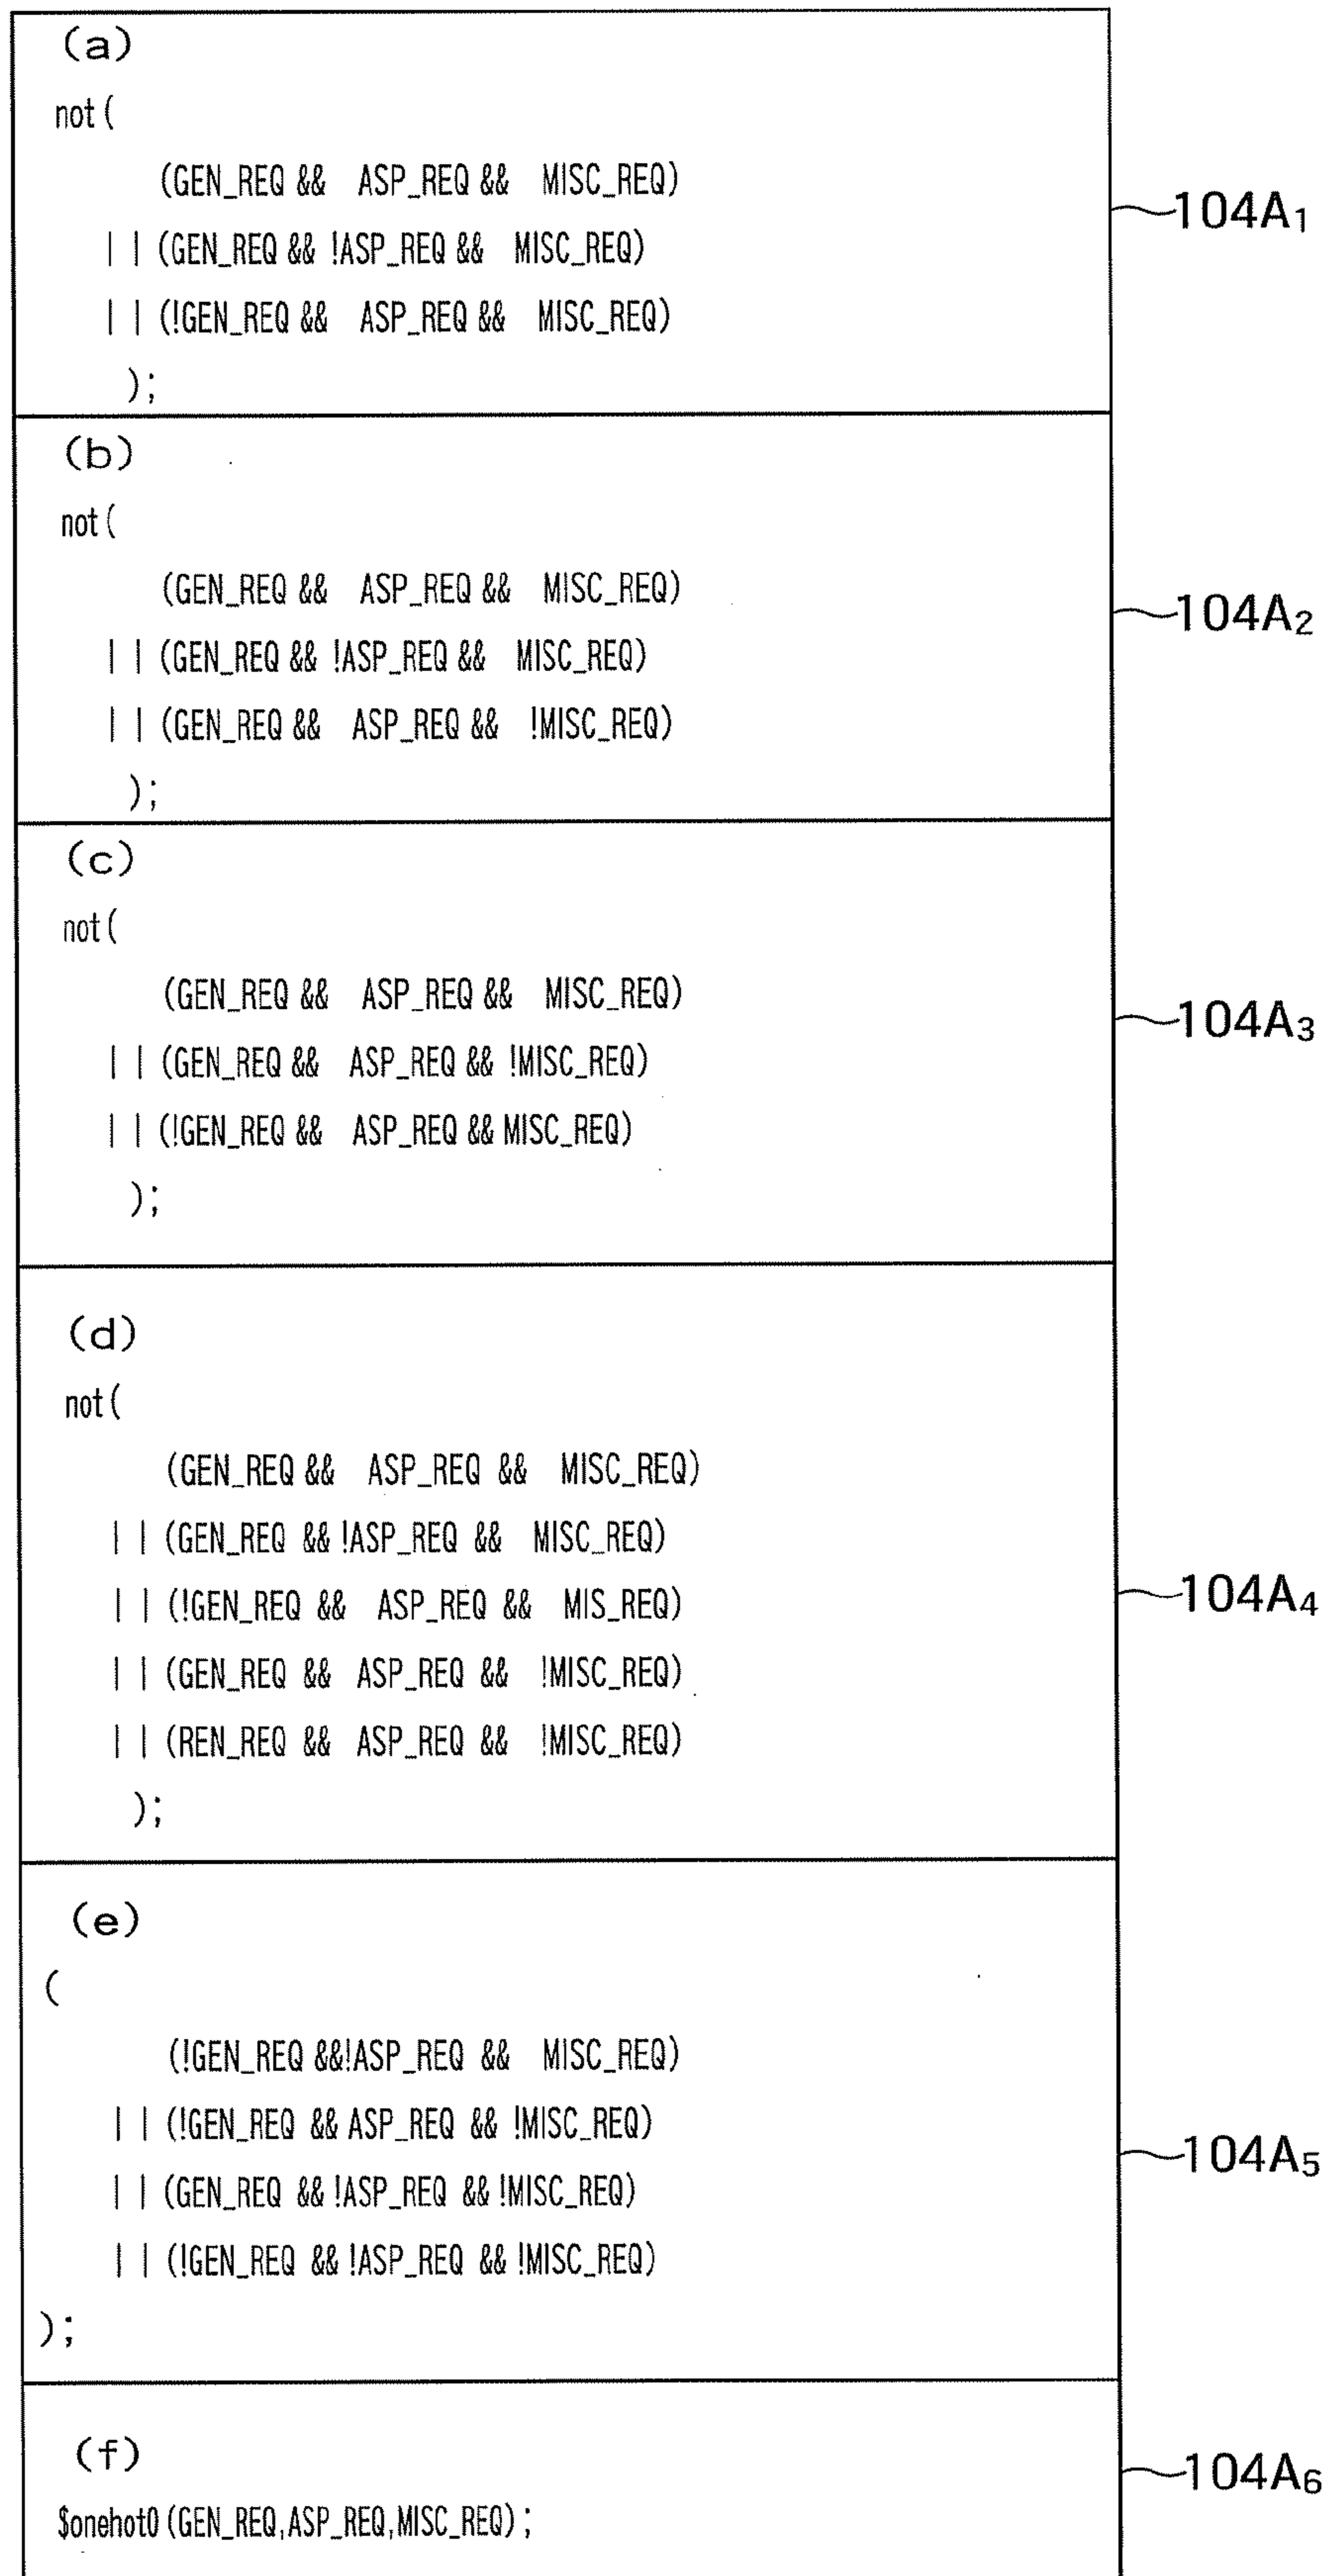 (a)
not(
(GEN_REQ && ASP_REQ && MISC_REQ)
| | (GEN_REQ && !ASP_REQ && MISC_REQ)
| | (!GEN_REQ && ASP_REQ && MISC_REQ)
);
104A1
(b)
not(
(GEN_REQ && ASP_REQ && MISC_REQ)
| | (GEN_REQ && !ASP_REQ && MISC_REQ)
| | (GEN_REQ && ASP_REQ && !MISC_REQ)
);
104A2
(c)
not(
(GEN_REQ && ASP_REQ && MISC_REQ)
| | (GEN_REQ && ASP_REQ && !MISC_REQ)
| | (!GEN_REQ && ASP_REQ && MISC_REQ)
);
104A3
(d)
not(
(GEN_REQ && ASP_REQ && MISC_REQ)
| | (GEN_REQ && !ASP_REQ && MISC_REQ)
| | (!GEN_REQ && ASP_REQ && MIS_REQ)
| | (GEN_REQ && ASP_REQ && !MISC_REQ)
| | (REN_REQ && ASP_REQ && !MISC_REQ)
);
104A4
(e)
(
(!GEN_REQ &&!ASP_REQ && MISC_REQ)
| | (!GEN_REQ && ASP_REQ && !MISC_REQ)
| | (GEN_REQ && !ASP_REQ && !MISC_REQ)
| | (!GEN_REQ && !ASP_REQ && !MISC_REQ)
);
104A5
(f)
$onehot0(GEN_REQ,ASP_REQ,MISC_REQ);
104A6